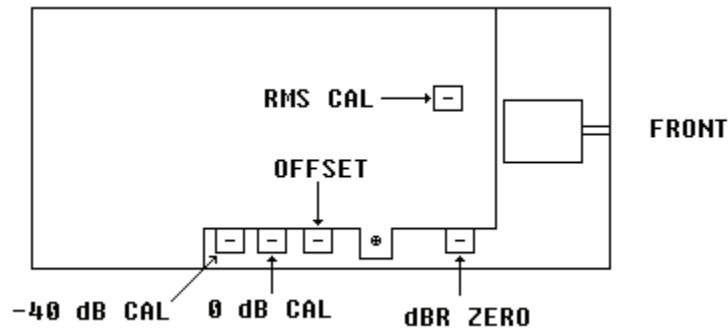 RMS CAL
FRONT
OFFSET
-40 dB CAL
0 dB CAL
dBR ZERO